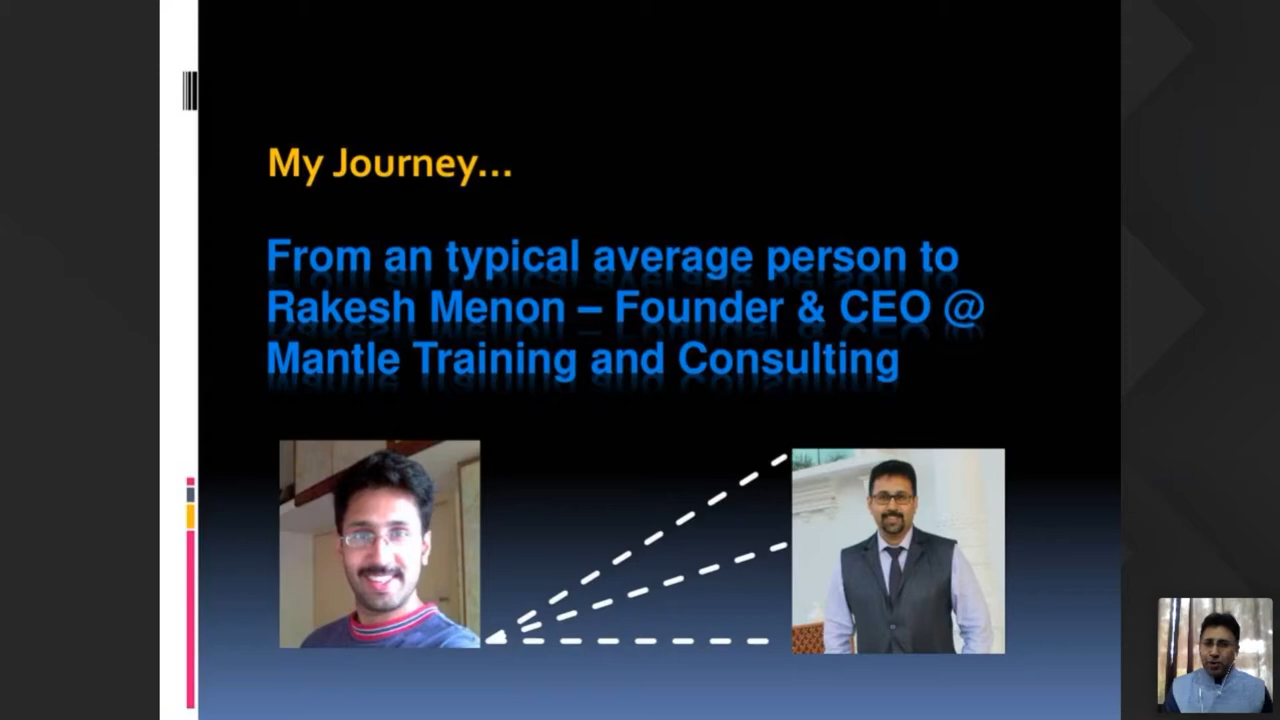 My Journey...
From an typical average person to
Rakesh Menon – Founder & CEO @
Mantle Training and Consulting